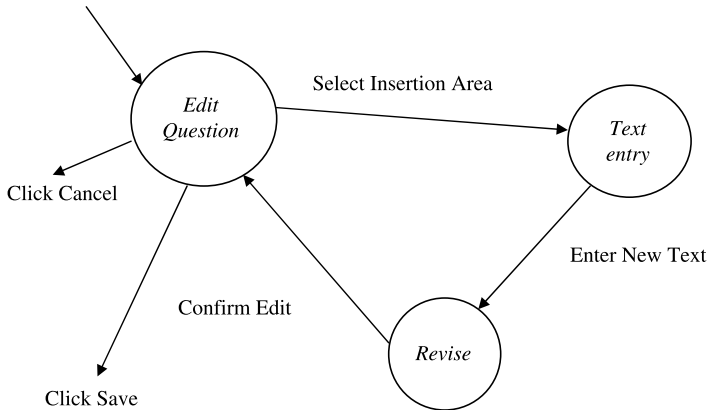 Select Insertion Area
Edit
Question
Text
entry
Click Cancel
Enter New Text
Confirm Edit
Revise
Click Save